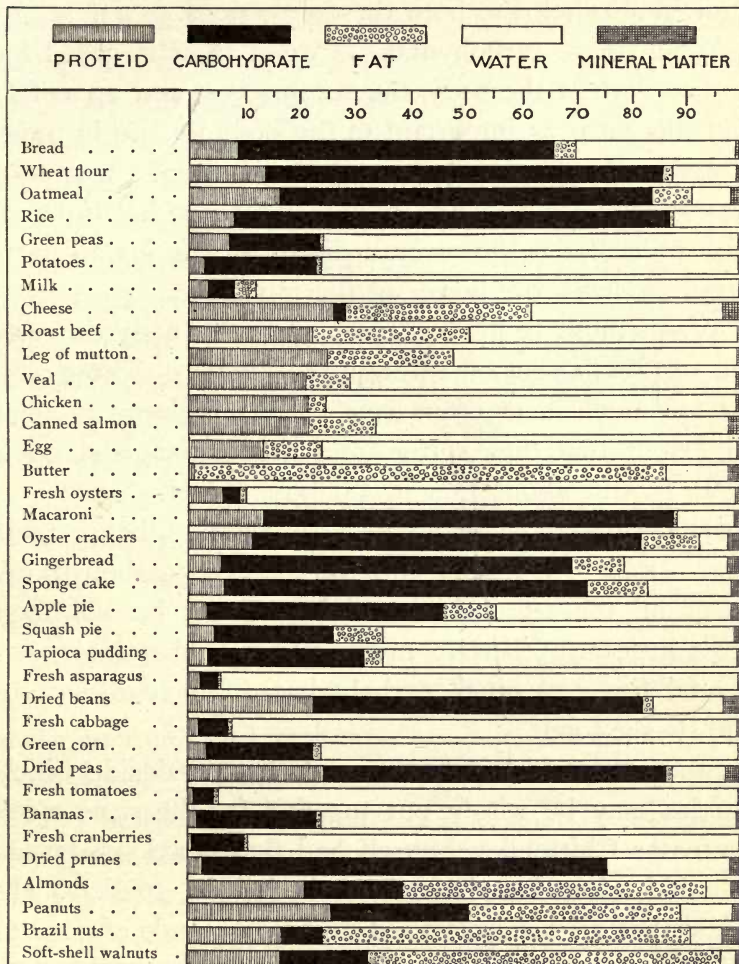 PROTEID CARBOHYDRATE FAT WATER MINERAL MATTER
10 20 30 40 50 60 70 80 90
Bread . . . . .
Wheat flour . . .
Oatmeal . . . .
Rice . . . . . .
Green peas . . . .
Potatoes . . . . .
Milk . . . . . .
Cheese . . . . .
Roast beef . . . .
Leg of mutton . . .
Veal . . . . . .
Chicken . . . .
Canned salmon . .
Egg . . . . . .
Butter . . . . .
Fresh oysters . . .
Macaroni . . . .
Oyster crackers . .
Gingerbread . . .
Sponge cake . . .
Apple pie . . . .
Squash pie . . . .
Tapioca pudding . .
Fresh asparagus . .
Dried beans . . .
Fresh cabbage . .
Green corn . . . .
Dried peas . . . .
Fresh tomatoes . .
Bananas . . . . .
Fresh cranberries .
Dried prunes . . .
Almonds . . . .
Peanuts . . . . .
Brazil nuts . . . .
Soft-shell walnuts .